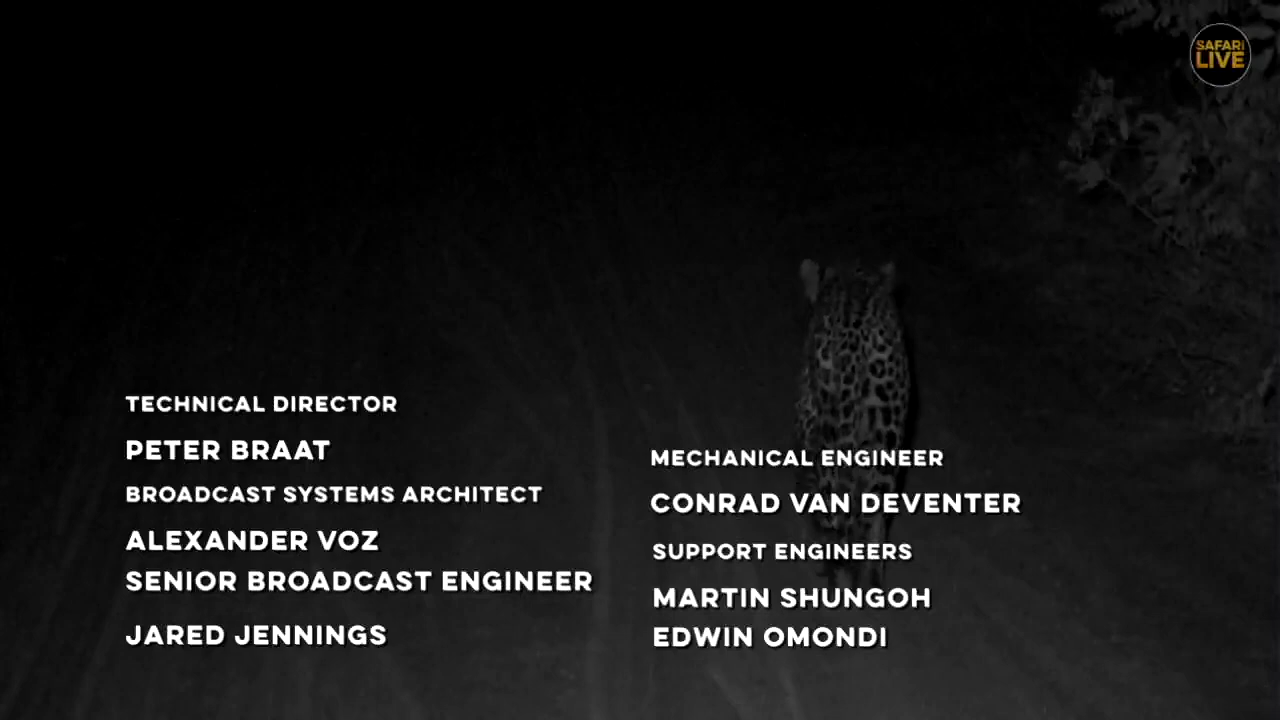 SAFARI
LIVE
TECHNICAL DIRECTOR
PETER BRAAT
BROADCAST SYSTEMS ARCHITECT
ALEXANDER VOZ
SENIOR BROADCAST ENGINEER
JARED JENNINGS
MECHANICAL ENGINEER
CONRAD VAN DEVENTER
SUPPORT ENGINEERS
MARTIN SHUNGOH
EDWIN OMONDI